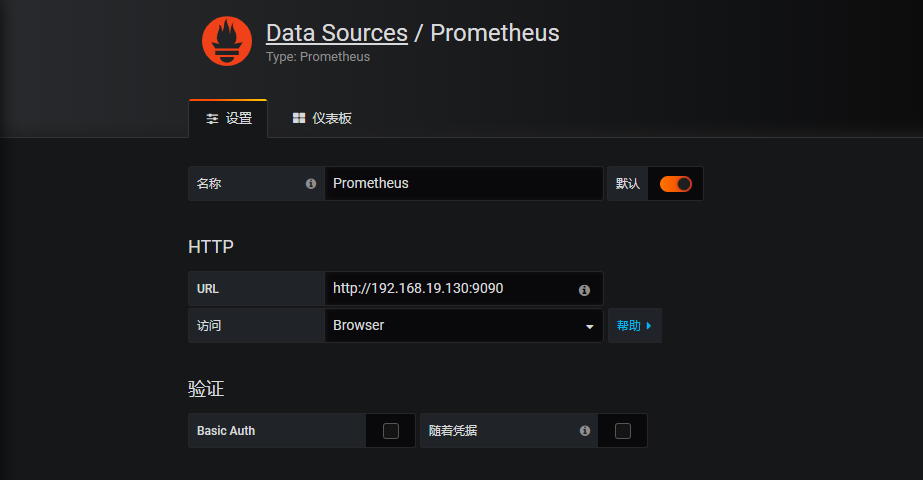 Data Sources / Prometheus
Type: Prometheus
设置 仪表板
名称 Prometheus 默认
HTTP
URL http://192.168.19.130:9090
访问 Browser 帮助
验证
Basic Auth 随着凭据